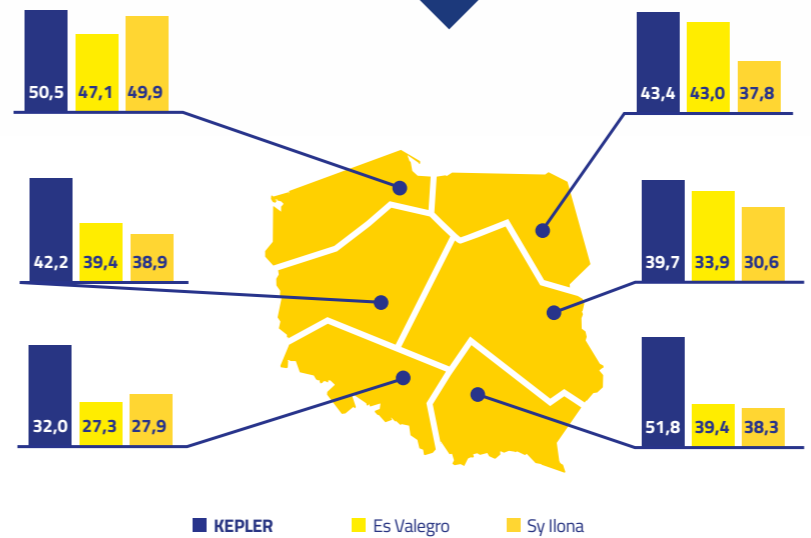 50,5 47,1 49,9
43,4 43,0 37,8
42,2 39,4 38,9
39,7 33,9 30,6
32,0 27,3 27,9
51,8 39,4 38,3
KEPLER Es Valegro Sy Ilona